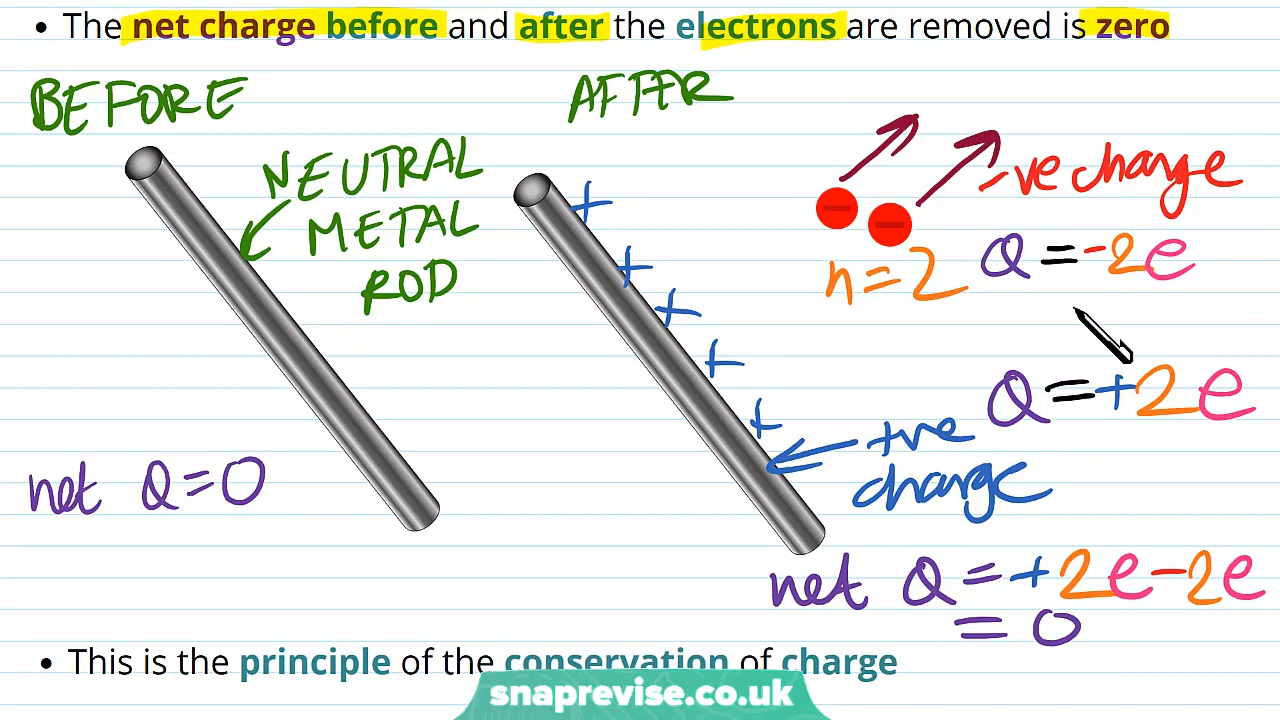 • The net charge before and after the electrons are removed is zero
BEFORE
AFTER
NEUTRAL
METAL
ROD
-ve charge
n=2
Q=-2e
Q=+2e
+ve
charge
net Q=0
net Q=+2e-2e
=0
• This is the principle of the conservation of charge
snaprevise.co.uk